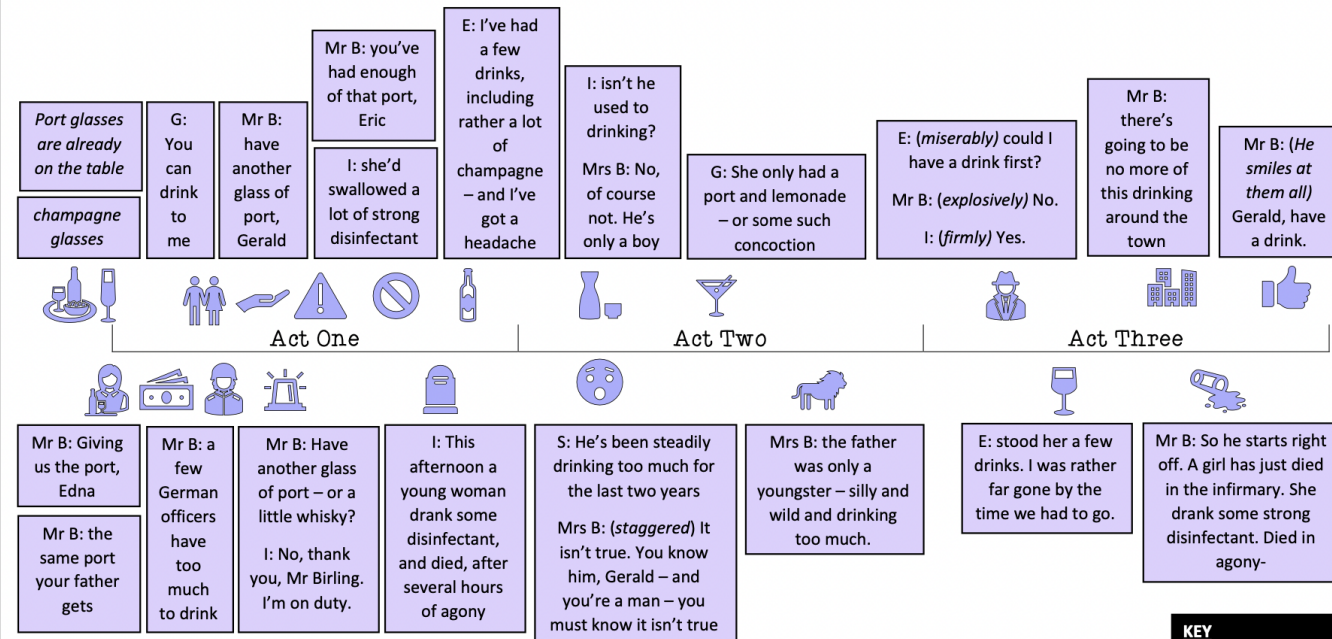 Port glasses
are already
on the table
champagne
glasses
G:
You
can
drink
to
me
Mr B:
have
another
glass of
port,
Gerald
Mr B: you’ve
had enough
of that port,
Eric
I: she’d
swallowed a
lot of strong
disinfectant
E: I’ve had
a few
drinks,
including
rather a lot
of
champagne
– and I’ve
got a
headache
I: isn’t he
used to
drinking?
Mrs B: No,
of course
not. He’s
only a boy
G: She only had a
port and lemonade
– or some such
concoction
E: (miserably) could I
have a drink first?
Mr B: (explosively) No.
I: (firmly) Yes.
Mr B:
there’s
going to be
no more of
this drinking
around the
town
Mr B: (He
smiles at
them all)
Gerald, have
a drink.
Act One
Act Two
Act Three
Mr B: Giving
us the port,
Edna
Mr B: the
same port
your father
gets
Mr B: a
few
German
officers
have
too
much
to drink
Mr B: Have
another glass
of port – or a
little whisky?
I: No, thank
you, Mr Birling.
I’m on duty.
I: This
afternoon a
young woman
drank some
disinfectant,
and died, after
several hours
of agony
S: He’s been steadily
drinking too much for
the last two years
Mrs B: (staggered) It
isn’t true. You know
him, Gerald – and
you’re a man – you
must know it isn’t true
Mrs B: the father
was only a
youngster – silly and
wild and drinking
too much.
E: stood her a few
drinks. I was rather
far gone by the
time we had to go.
Mr B: So he starts right
off. A girl has just died
in the infirmary. She
drank some strong
disinfectant. Died in
agony-
KEY